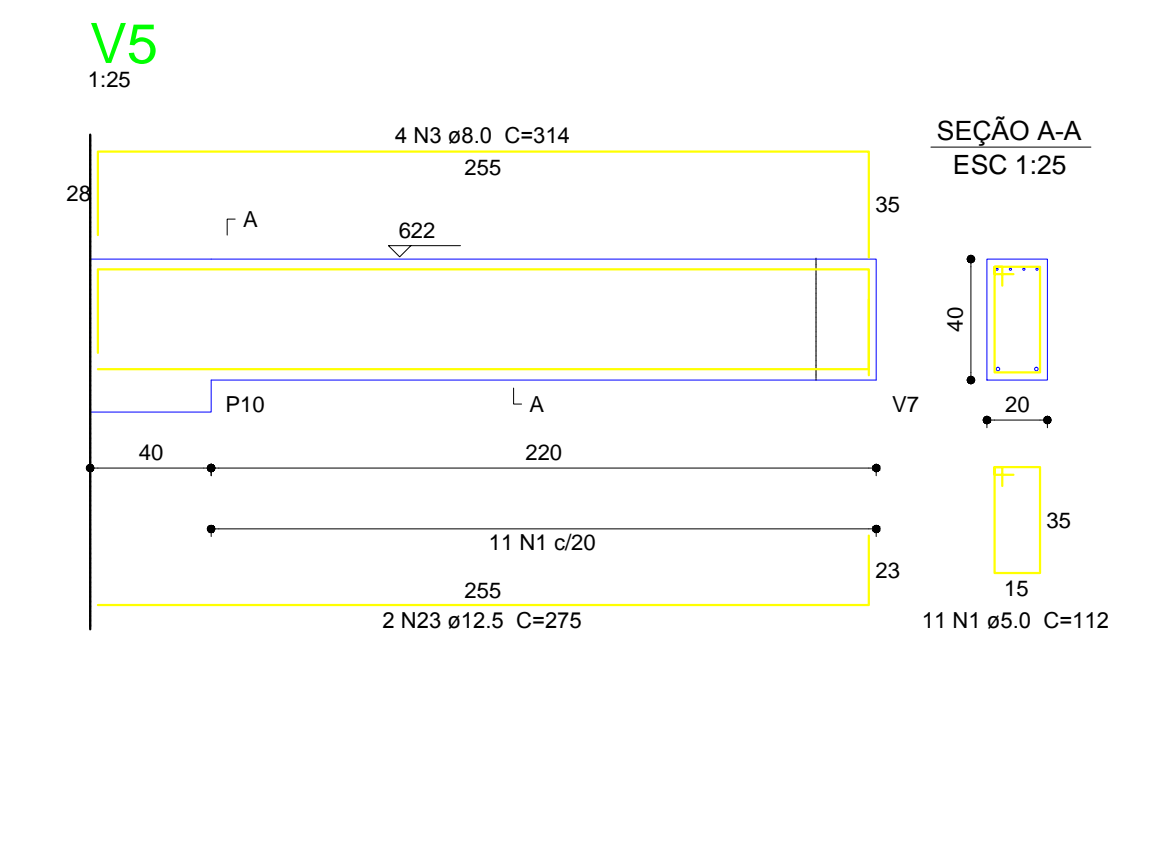 V5
1:25
4 N3 ø8.0 C=314
255
28
35
A
622
SEÇÃO A-A
ESC 1:25
40
20
P10
A
V7
40
220
11 N1 c/20
23
255
2 N23 ø12.5 C=275
35
15
11 N1 ø5.0 C=112